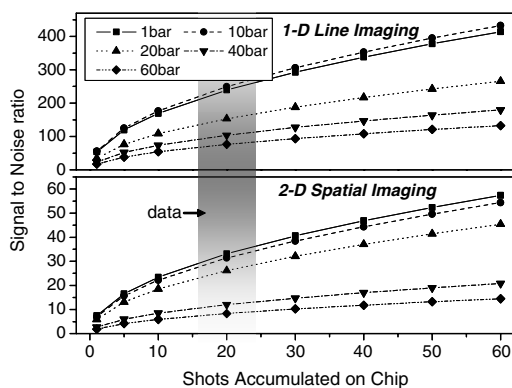 1-D Line Imaging
1bar 10bar
20bar 40bar
60bar
400
300
200
100
0
2-D Spatial Imaging
60
50
40
30
20
10
0
data
Signal to Noise ratio
0 10 20 30 40 50 60
Shots Accumulated on Chip